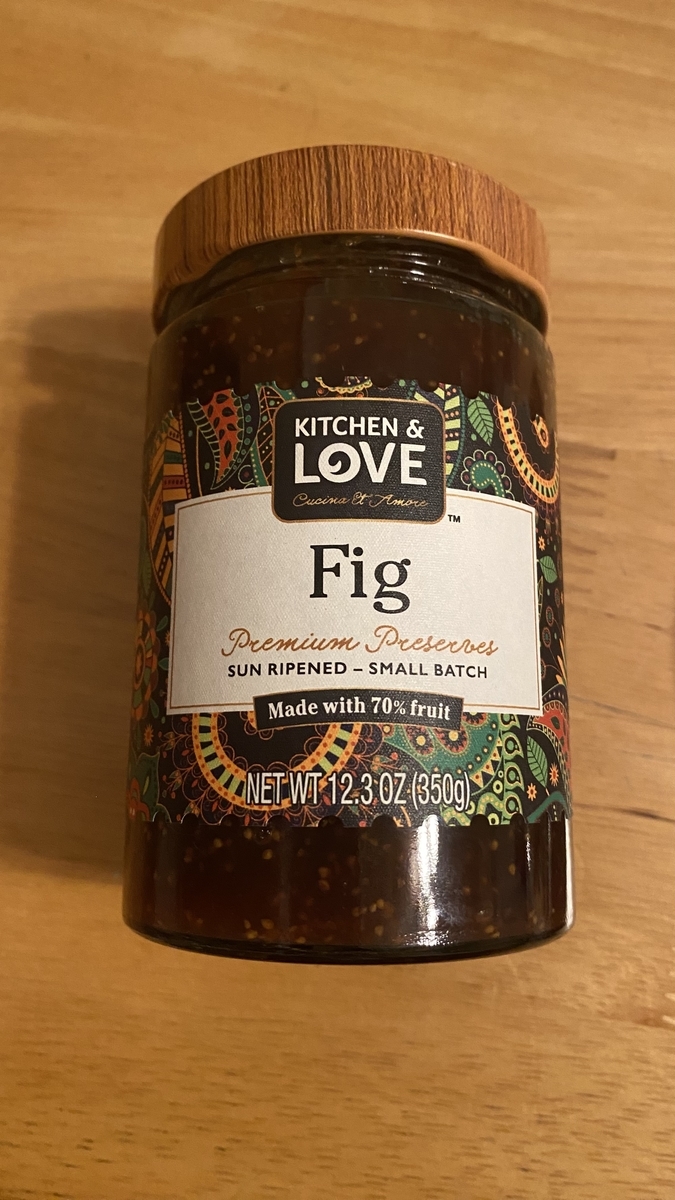 KITCHEN &
LOVE
Cucina & Amore
™
Fig
Premium Preserves
SUN RIPENED – SMALL BATCH
Made with 70% fruit
NET WT 12.3 OZ (350g)